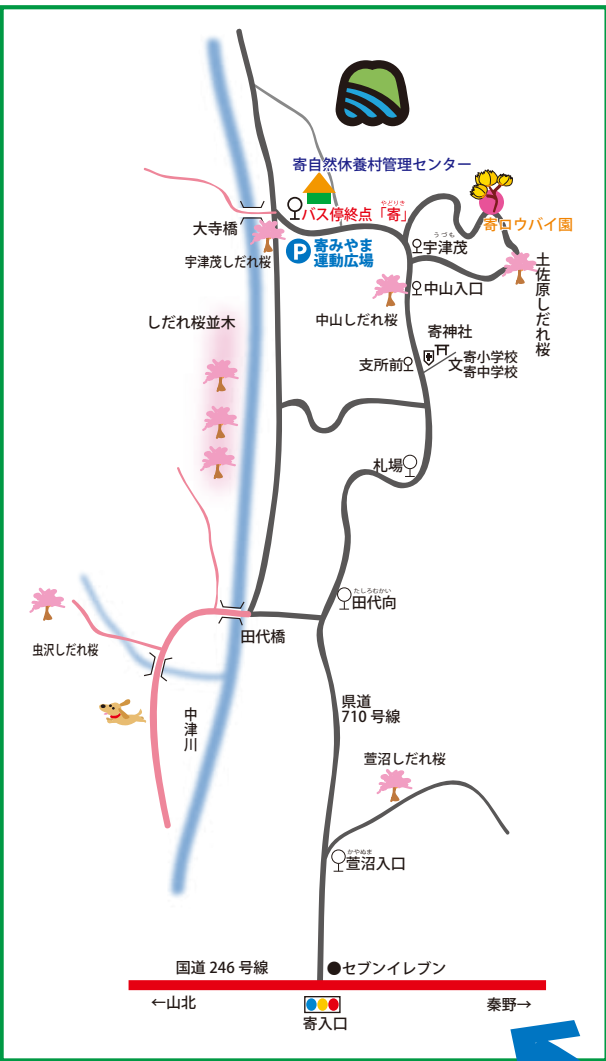 寄自然休養村管理センター
やどりき
バス停終点「寄」
大寺橋
宇津茂しだれ桜
P
寄みやま
運動広場
寄ロウバイ園
うづも
宇津茂
土佐原しだれ桜
中山入口
中山しだれ桜
しだれ桜並木
寄神社
支所前
文
寄小学校
寄中学校
札場
たしろむかい
田代向
田代橋
虫沢しだれ桜
中津川
県道
710号線
萱沼しだれ桜
かやぬま
萱沼入口
国道 246 号線
●セブンイレブン
←山北
秦野→
寄入口